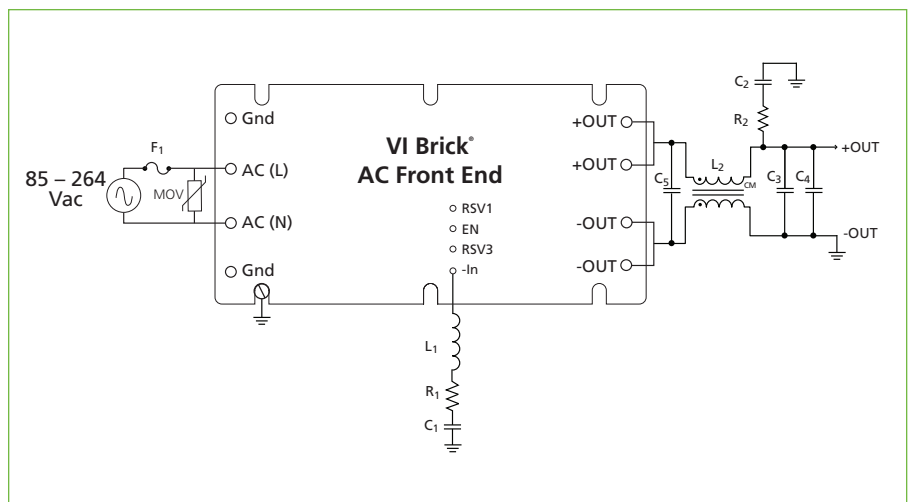 85 – 264
Vac
F1
MOV
Gnd
AC (L)
AC (N)
Gnd
VI Brick®
AC Front End
RSV1
EN
RSV3
-In
+OUT
+OUT
-OUT
-OUT
L1
R1
C1
C5
L2
CM
C2
R2
C3
C4
+OUT
-OUT